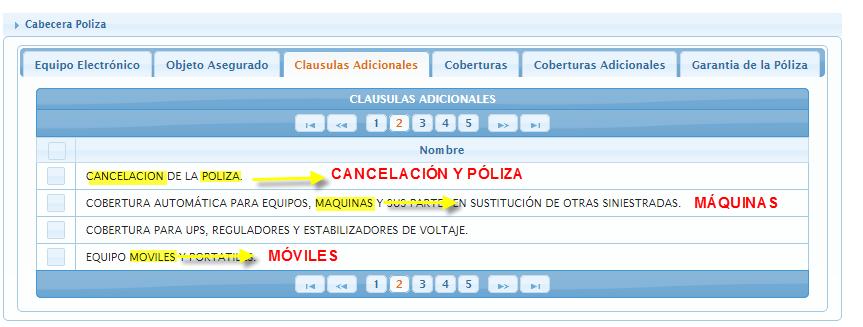 Cabecera Poliza
Equipo Electrónico Objeto Asegurado Clausulas Adicionales Coberturas Coberturas Adicionales Garantia de la Póliza
CLAUSULAS ADICIONALES
1 2 3 4 5
Nombre
CANCELACION DE LA POLIZA. CANCELACIÓN Y PÓLIZA
COBERTURA AUTOMÁTICA PARA EQUIPOS, MAQUINAS Y SUS PARTES EN SUSTITUCIÓN DE OTRAS SINIESTRADAS. MÁQUINAS
COBERTURA PARA UPS, REGULADORES Y ESTABILIZADORES DE VOLTAJE.
EQUIPO MOVILES Y PORTATILES. MÓVILES
1 2 3 4 5